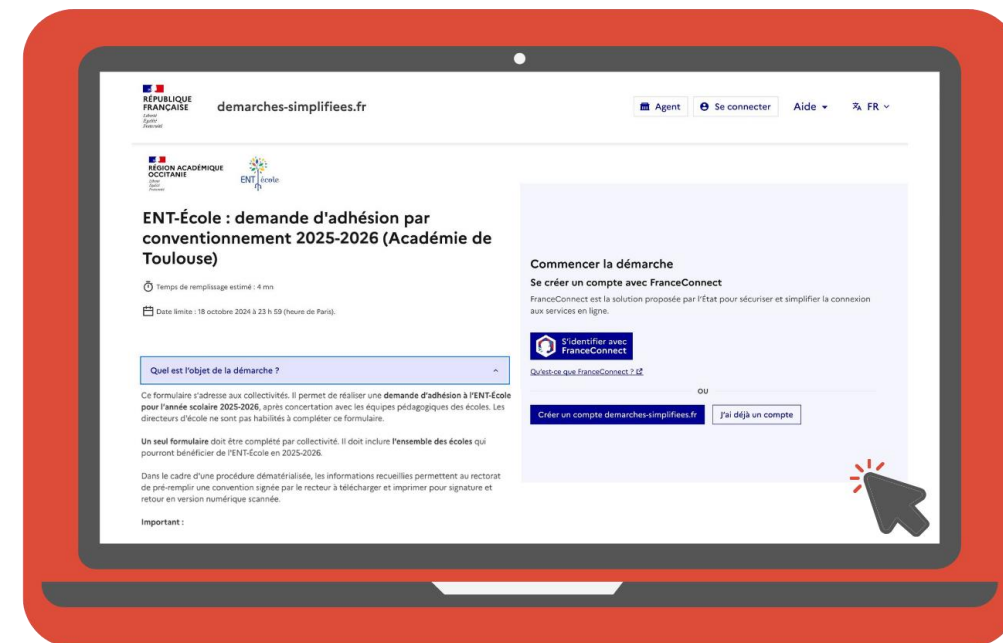 RÉPUBLIQUE
FRANÇAISE
Liberté
Égalité
Fraternité
demarches-simplifiees.fr
Agent
Se connecter
Aide
FR
RÉGION ACADÉMIQUE
OCCITANIE
Liberté
Égalité
Fraternité
ENT école
ENT-École : demande d'adhésion par
conventionnement 2025-2026 (Académie de
Toulouse)
Temps de remplissage estimé : 4 mn
Date limite : 18 octobre 2024 à 23 h 59 (heure de Paris).
Quel est l'objet de la démarche ?
Ce formulaire s'adresse aux collectivités. Il permet de réaliser une demande d'adhésion à l'ENT-École
pour l'année scolaire 2025-2026, après concertation avec les équipes pédagogiques des écoles. Les
directeurs d'école ne sont pas habilités à compléter ce formulaire.
Un seul formulaire doit être complété par collectivité. Il doit inclure l'ensemble des écoles qui
pourront bénéficier de l'ENT-École en 2025-2026.
Dans le cadre d'une procédure dématérialisée, les informations recueillies permettent au rectorat
de pré-remplir une convention signée par le recteur à télécharger et imprimer pour signature et
retour en version numérique scannée.
Important :
Commencer la démarche
Se créer un compte avec FranceConnect
FranceConnect est la solution proposée par l'État pour sécuriser et simplifier la connexion
aux services en ligne.
S'identifier avec
FranceConnect
Qu'est-ce que FranceConnect ?
OU
Créer un compte demarches-simplifiees.fr
J'ai déjà un compte